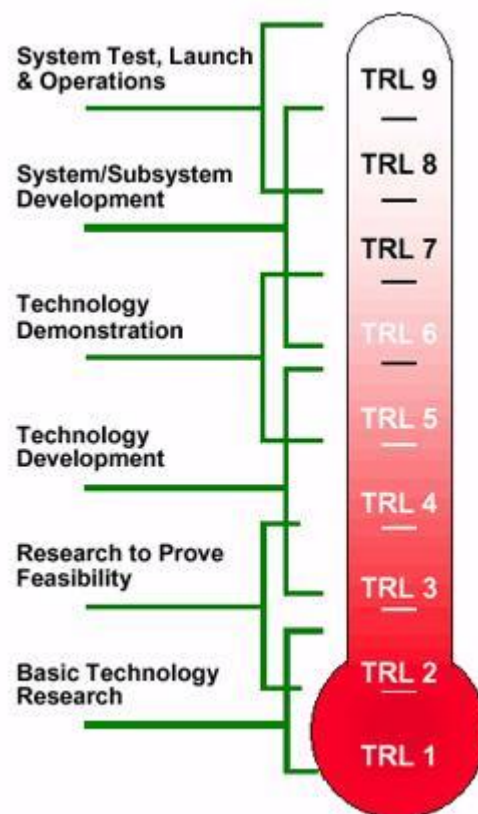 System Test, Launch
& Operations
System/Subsystem
Development
Technology
Demonstration
Technology
Development
Research to Prove
Feasibility
Basic Technology
Research
TRL 9
TRL 8
TRL 7
TRL 6
TRL 5
TRL 4
TRL 3
TRL 2
TRL 1